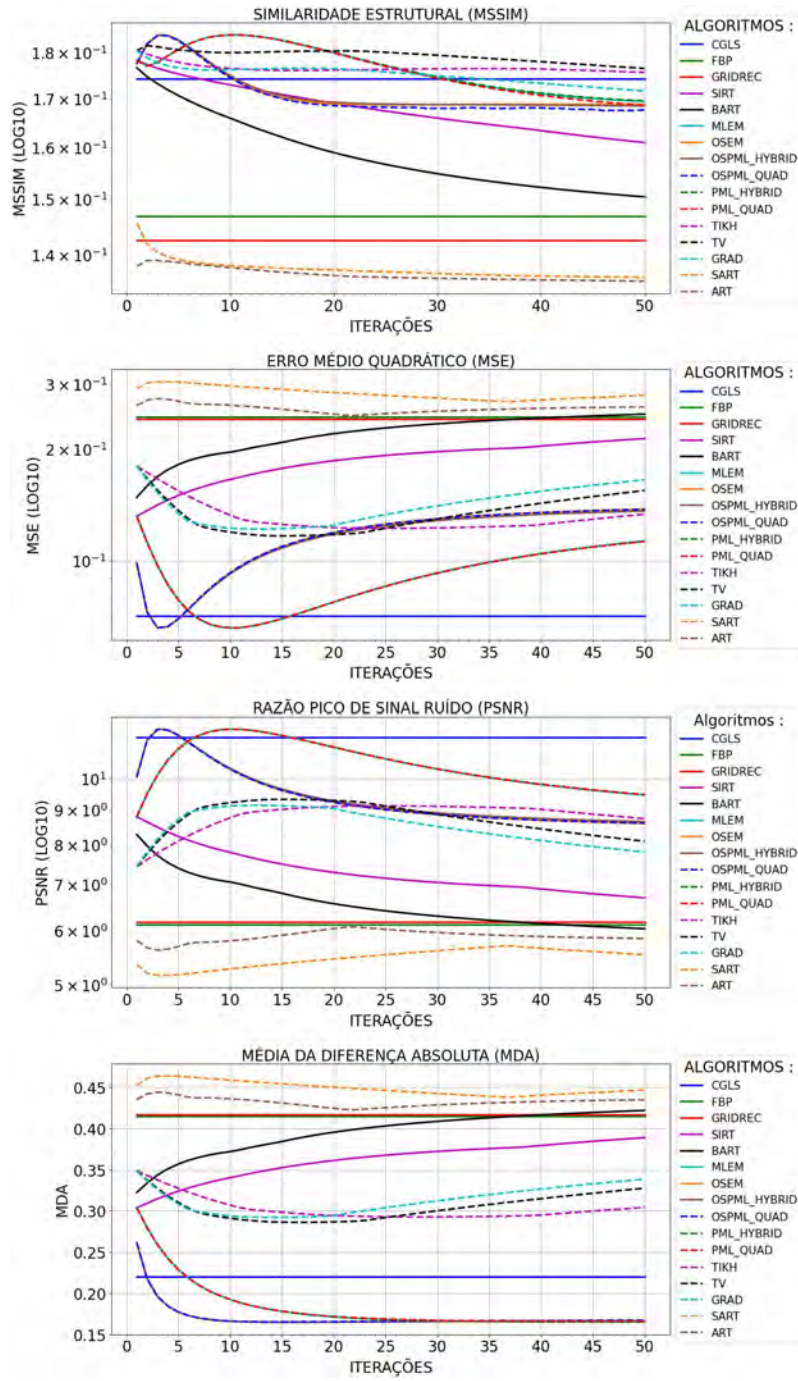 SIMILARIDADE ESTRUTURAL (MSSIM)
ALGORITMOS :
CGLS
FBP
GRIDREC
SIRT
BART
MLEM
OSEM
OSPML_HYBRID
OSPML_QUAD
PML_HYBRID
PML_QUAD
TIKH
TV
GRAD
SART
ART
MSSIM (LOG10)
1.8 × 10⁻¹
1.7 × 10⁻¹
1.6 × 10⁻¹
1.5 × 10⁻¹
1.4 × 10⁻¹
0 5 10 15 20 25 30 35 40 45 50
ITERAÇÕES
ERRO MÉDIO QUADRÁTICO (MSE)
ALGORITMOS :
CGLS
FBP
GRIDREC
SIRT
BART
MLEM
OSEM
OSPML_HYBRID
OSPML_QUAD
PML_HYBRID
PML_QUAD
TIKH
TV
GRAD
SART
ART
MSE (LOG10)
3 × 10⁻¹
2 × 10⁻¹
10⁻¹
0 5 10 15 20 25 30 35 40 45 50
ITERAÇÕES
RAZÃO PICO DE SINAL RUÍDO (PSNR)
Algoritmos :
CGLS
FBP
GRIDREC
SIRT
BART
MLEM
OSEM
OSPML_HYBRID
OSPML_QUAD
PML_HYBRID
PML_QUAD
TIKH
TV
GRAD
SART
ART
PSNR (LOG10)
10¹
9 × 10⁰
8 × 10⁰
7 × 10⁰
6 × 10⁰
5 × 10⁰
0 5 10 15 20 25 30 35 40 45 50
ITERAÇÕES
MÉDIA DA DIFERENÇA ABSOLUTA (MDA)
ALGORITMOS :
CGLS
FBP
GRIDREC
SIRT
BART
MLEM
OSEM
OSPML_HYBRID
OSPML_QUAD
PML_HYBRID
PML_QUAD
TIKH
TV
GRAD
SART
ART
MDA
0.45
0.40
0.35
0.30
0.25
0.20
0.15
0 5 10 15 20 25 30 35 40 45 50
ITERAÇÕES